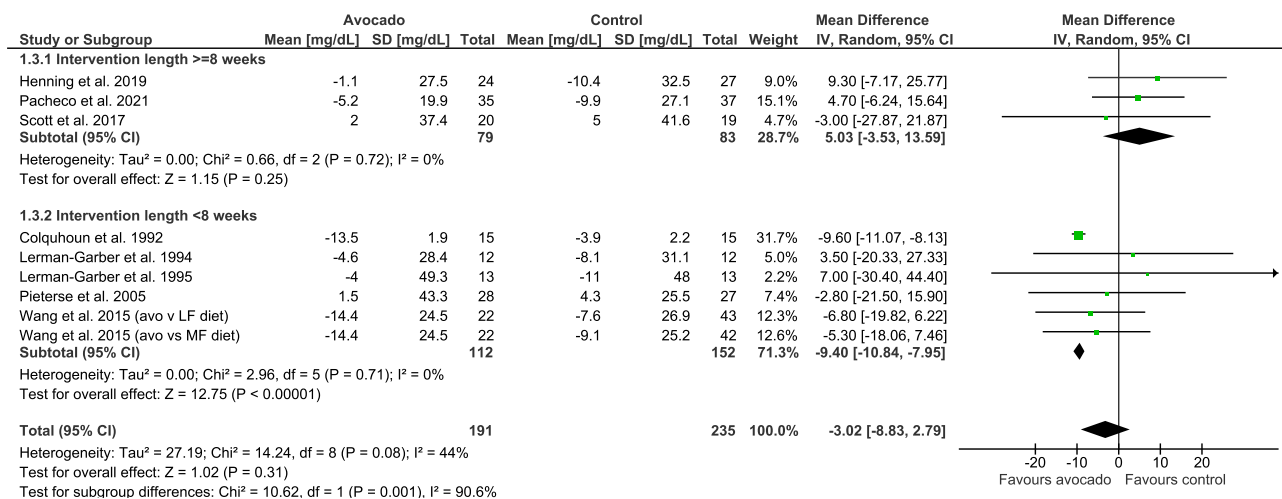 Avocado Control Mean Difference Mean Difference
Study or Subgroup Mean [mg/dL] SD [mg/dL] Total Mean [mg/dL] SD [mg/dL] Total Weight IV, Random, 95% CI IV, Random, 95% CI
1.3.1 Intervention length >=8 weeks
Henning et al. 2019 -1.1 27.5 24 -10.4 32.5 27 9.0% 9.30 [-7.17, 25.77]
Pacheco et al. 2021 -5.2 19.9 35 -9.9 27.1 37 15.1% 4.70 [-6.24, 15.64]
Scott et al. 2017 2 37.4 20 5 41.6 19 4.7% -3.00 [-27.87, 21.87]
Subtotal (95% CI) 79 83 28.7% 5.03 [-3.53, 13.59]
Heterogeneity: Tau² = 0.00; Chi² = 0.66, df = 2 (P = 0.72); I² = 0%
Test for overall effect: Z = 1.15 (P = 0.25)
1.3.2 Intervention length <8 weeks
Colquhoun et al. 1992 -13.5 1.9 15 -3.9 2.2 15 31.7% -9.60 [-11.07, -8.13]
Lerman-Garber et al. 1994 -4.6 28.4 12 -8.1 31.1 12 5.0% 3.50 [-20.33, 27.33]
Lerman-Garber et al. 1995 -4 49.3 13 -11 48 13 2.2% 7.00 [-30.40, 44.40]
Pieterse et al. 2005 1.5 43.3 28 4.3 25.5 27 7.4% -2.80 [-21.50, 15.90]
Wang et al. 2015 (avo v LF diet) -14.4 24.5 22 -7.6 26.9 43 12.3% -6.80 [-19.82, 6.22]
Wang et al. 2015 (avo vs MF diet) -14.4 24.5 22 -9.1 25.2 42 12.6% -5.30 [-18.06, 7.46]
Subtotal (95% CI) 112 152 71.3% -9.40 [-10.84, -7.95]
Heterogeneity: Tau² = 0.00; Chi² = 2.96, df = 5 (P = 0.71); I² = 0%
Test for overall effect: Z = 12.75 (P < 0.00001)
Total (95% CI) 191 235 100.0% -3.02 (-8.83, 2.79]
Heterogeneity: Tau² = 27.19; Chi² = 14.24, df = 8 (P = 0.08); I² = 44%
Test for overall effect: Z = 1.02 (P = 0.31)
Test for subgroup differences: Chi² = 10.62, df = 1 (P = 0.001), I² = 90.6%
-20 -10 0 10 20
Favours avocado Favours control